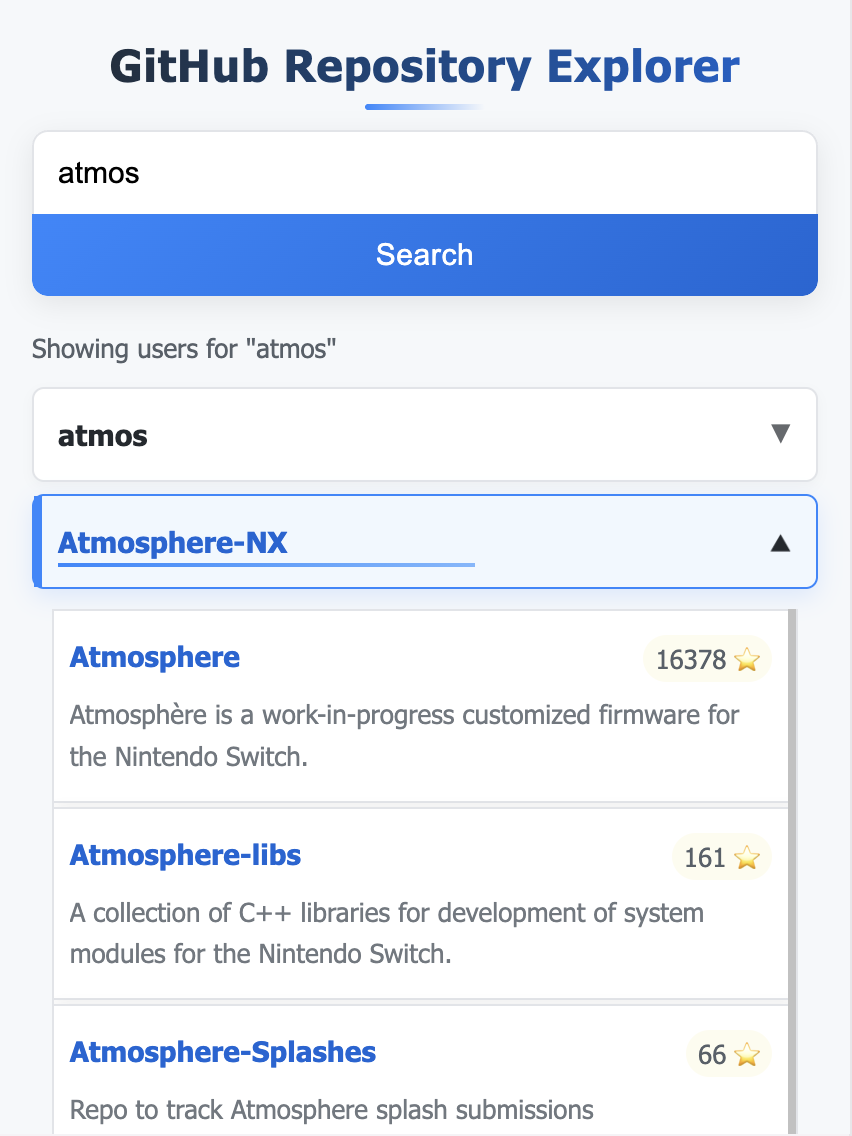 GitHub Repository Explorer
atmos
Search
Showing users for "atmos"
atmos
Atmosphere-NX
Atmosphere
16378
Atmosphère is a work-in-progress customized firmware for
the Nintendo Switch.
Atmosphere-libs
161
A collection of C++ libraries for development of system
modules for the Nintendo Switch.
Atmosphere-Splashes
66
Repo to track Atmosphere splash submissions